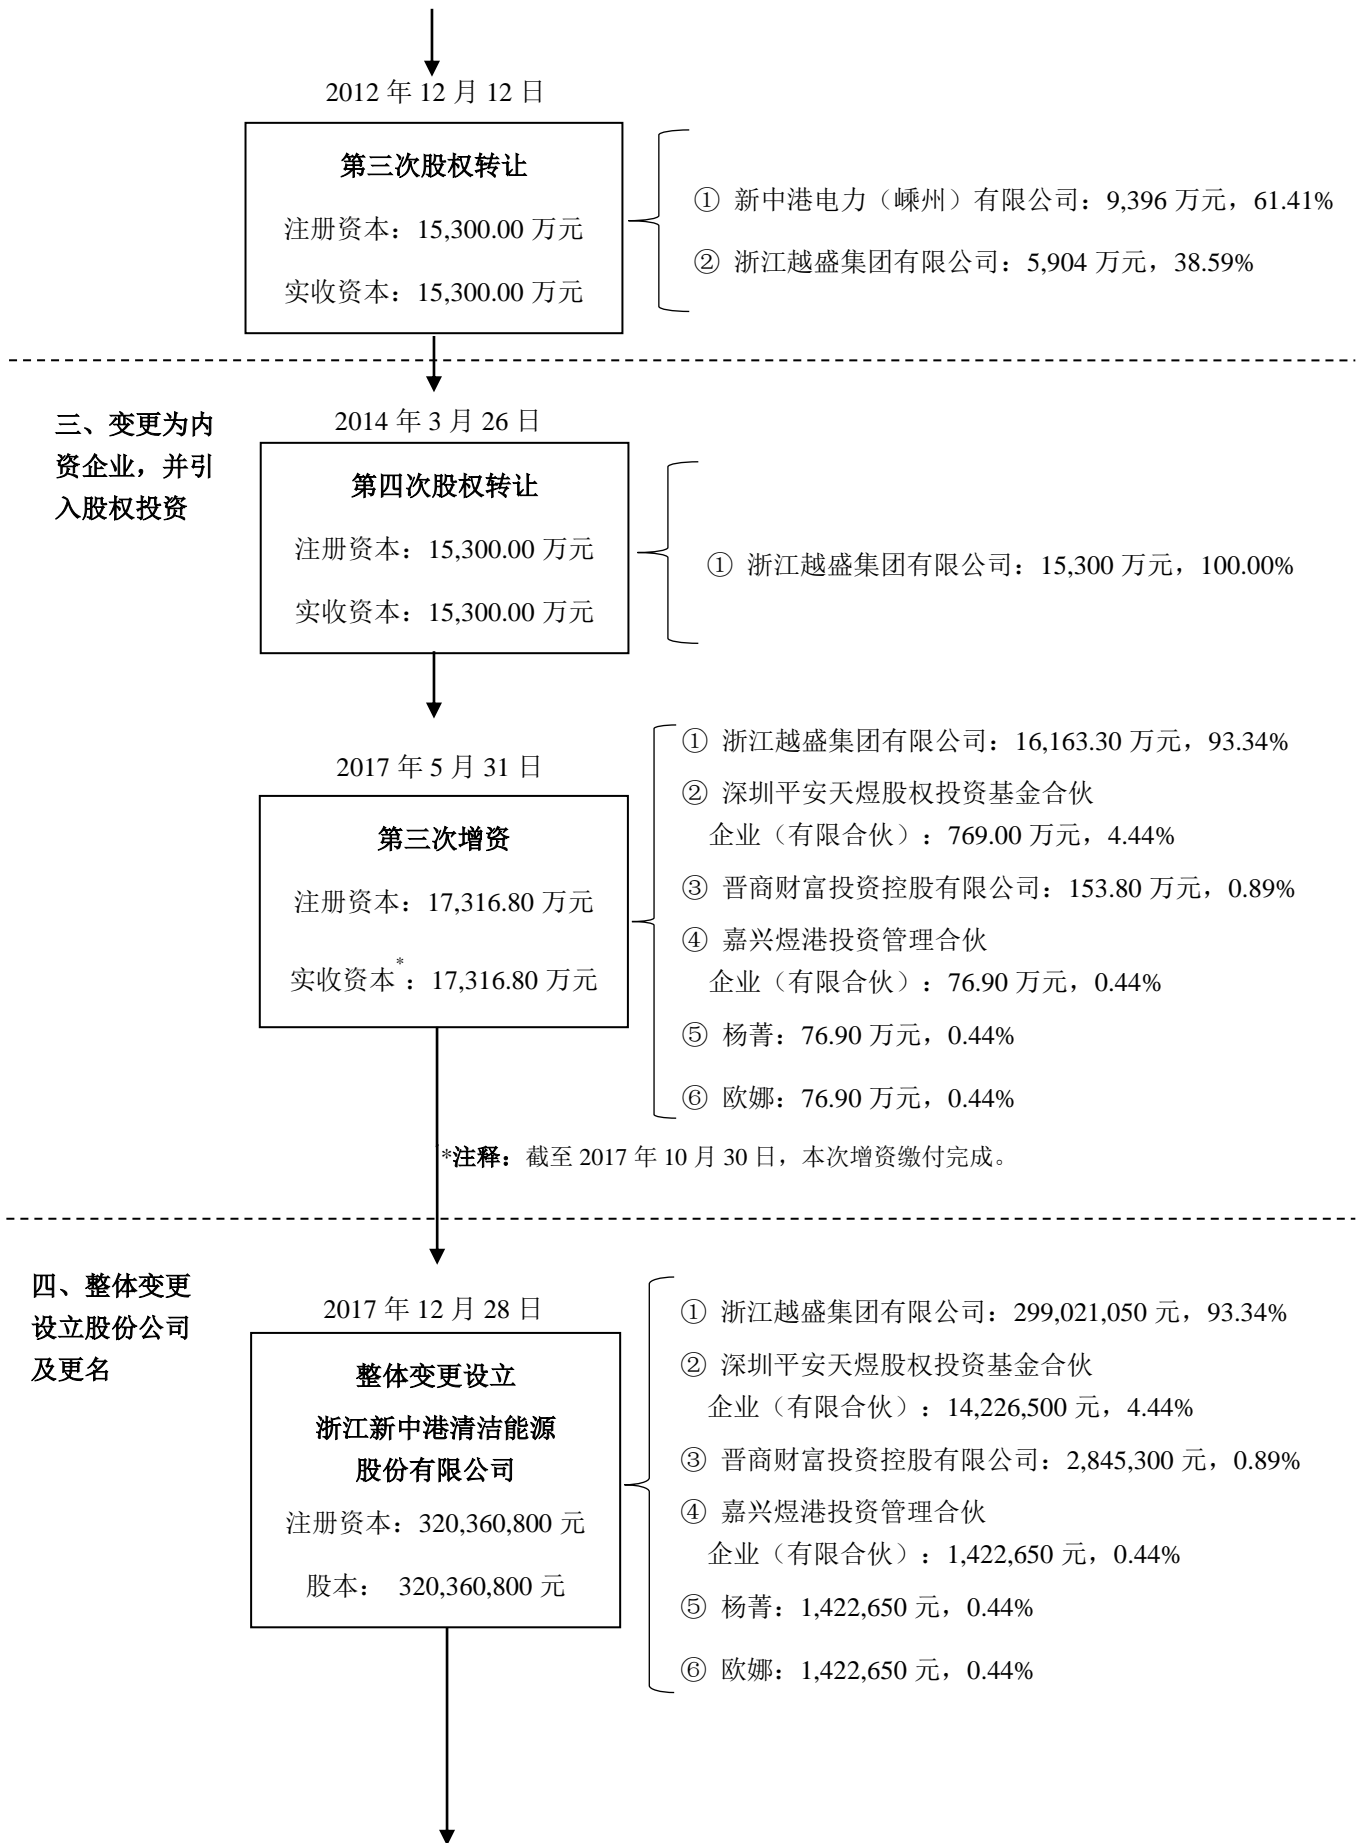 2012 年 12 月 12 日
第三次股权转让
注册资本：15,300.00 万元
实收资本：15,300.00 万元
① 新中港电力（嵊州）有限公司：9,396 万元，61.41%
② 浙江越盛集团有限公司：5,904 万元，38.59%
三、变更为内
资企业，并引
入股权投资
2014 年 3 月 26 日
第四次股权转让
注册资本：15,300.00 万元
实收资本：15,300.00 万元
① 浙江越盛集团有限公司：15,300 万元，100.00%
2017 年 5 月 31 日
第三次增资
注册资本：17,316.80 万元
实收资本*：17,316.80 万元
① 浙江越盛集团有限公司：16,163.30 万元，93.34%
② 深圳平安天煜股权投资基金合伙
企业（有限合伙）：769.00 万元，4.44%
③ 晋商财富投资控股有限公司：153.80 万元，0.89%
④ 嘉兴煜港投资管理合伙
企业（有限合伙）：76.90 万元，0.44%
⑤ 杨菁：76.90 万元，0.44%
⑥ 欧娜：76.90 万元，0.44%
*注释：截至 2017 年 10 月 30 日，本次增资缴付完成。
四、整体变更
设立股份公司
及更名
2017 年 12 月 28 日
整体变更设立
浙江新中港清洁能源
股份有限公司
注册资本：320,360,800 元
股本： 320,360,800 元
① 浙江越盛集团有限公司：299,021,050 元，93.34%
② 深圳平安天煜股权投资基金合伙
企业（有限合伙）：14,226,500 元，4.44%
③ 晋商财富投资控股有限公司：2,845,300 元，0.89%
④ 嘉兴煜港投资管理合伙
企业（有限合伙）：1,422,650 元，0.44%
⑤ 杨菁：1,422,650 元，0.44%
⑥ 欧娜：1,422,650 元，0.44%